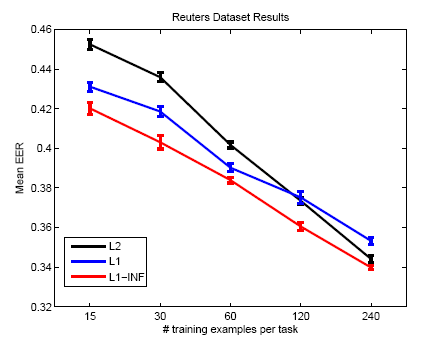 Reuters Dataset Results
0.46
0.44
0.42
0.4
0.38
0.36
0.34
0.32
Mean EER
L2
L1
L1-INF
15 30 60 120 240
# training examples per task